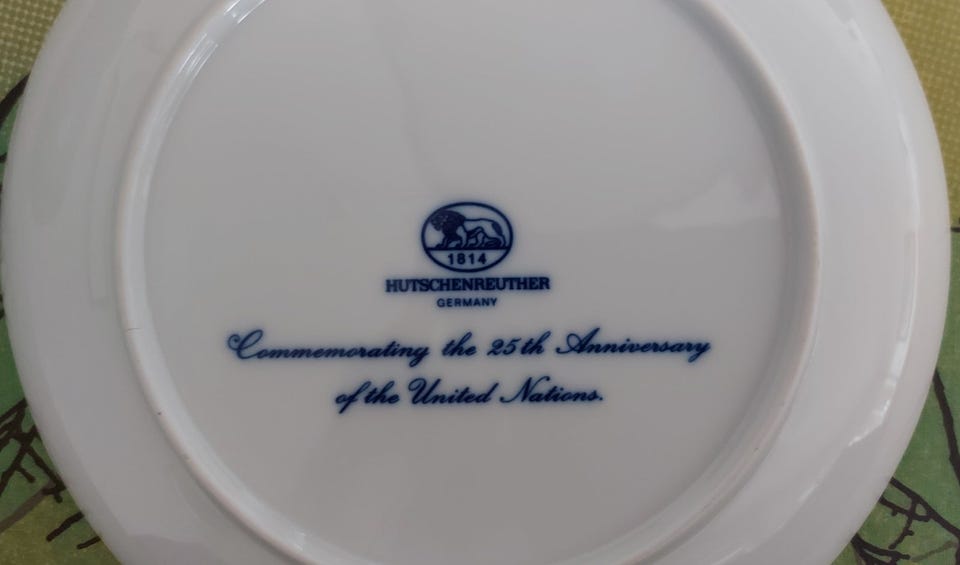 1814
HUTSCHENREUTHER
GERMANY
Commemorating the 25th Anniversary
of the United Nations.